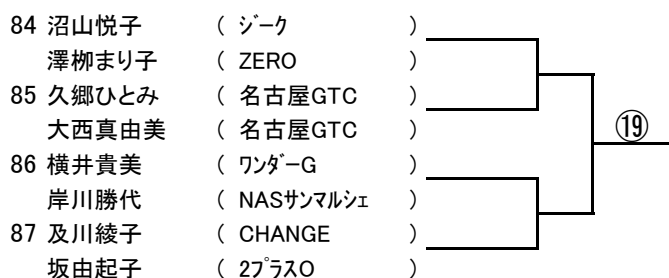 84 沼山悦子 ( ジーク )
澤栁まり子 ( ZERO )
85 久郷ひとみ ( 名古屋GTC )
大西真由美 ( 名古屋GTC )
⑲
86 横井貴美 ( ワンダーG )
岸川勝代 ( NASサンマルシェ )
87 及川綾子 ( CHANGE )
坂由起子 ( 2プラスO )